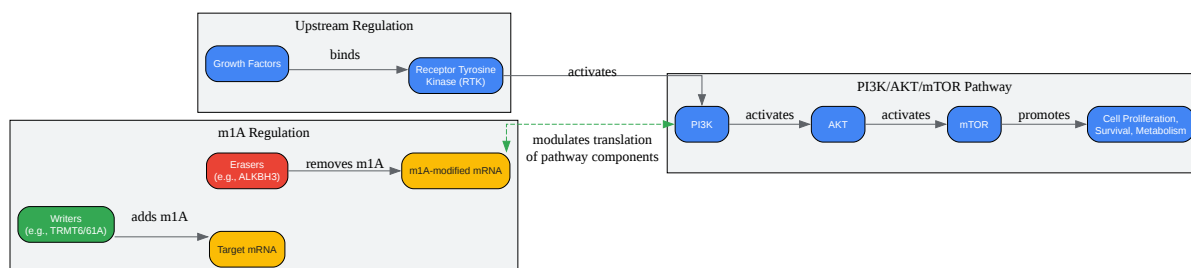 Upstream Regulation
Growth Factors
binds
Receptor Tyrosine
Kinase (RTK)
activates
PI3K/AKT/mTOR Pathway
PI3K
activates
AKT
activates
mTOR
promotes
Cell Proliferation,
Survival, Metabolism
m1A Regulation
modulates translation
of pathway components
Erasers
(e.g., ALKBH3)
removes m1A
m1A-modified mRNA
Writers
(e.g., TRMT6/61A)
adds m1A
Target mRNA